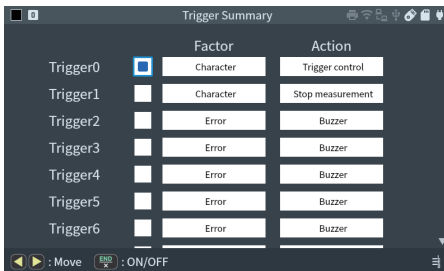 0 Trigger Summary
Factor Action
Trigger0 Character Trigger control
Trigger1 Character Stop measurement
Trigger2 Error Buzzer
Trigger3 Error Buzzer
Trigger4 Error Buzzer
Trigger5 Error Buzzer
Trigger6 Error Buzzer
: Move END × : ON/OFF